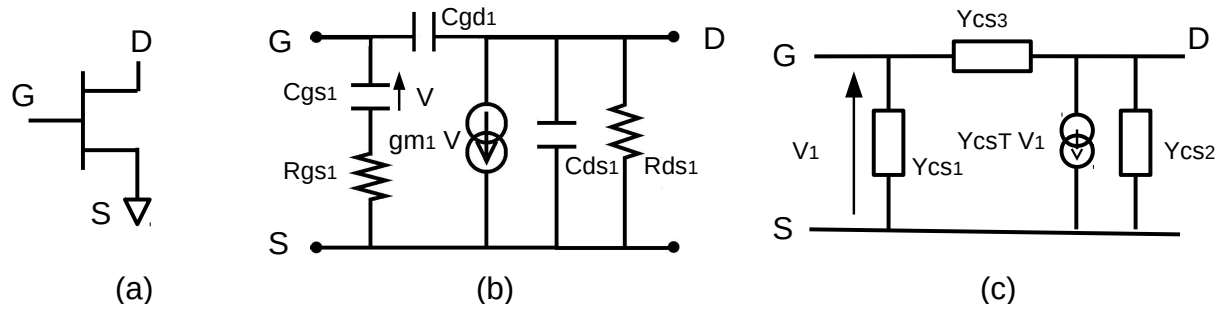 G
D
S
(a)
G
Cgd1
D
Cgs1
V
gm1 V
Rgs1
Cds1
Rds1
S
(b)
Ycs3
G
D
V1
Ycs1
YcsT V1
Ycs2
S
(c)